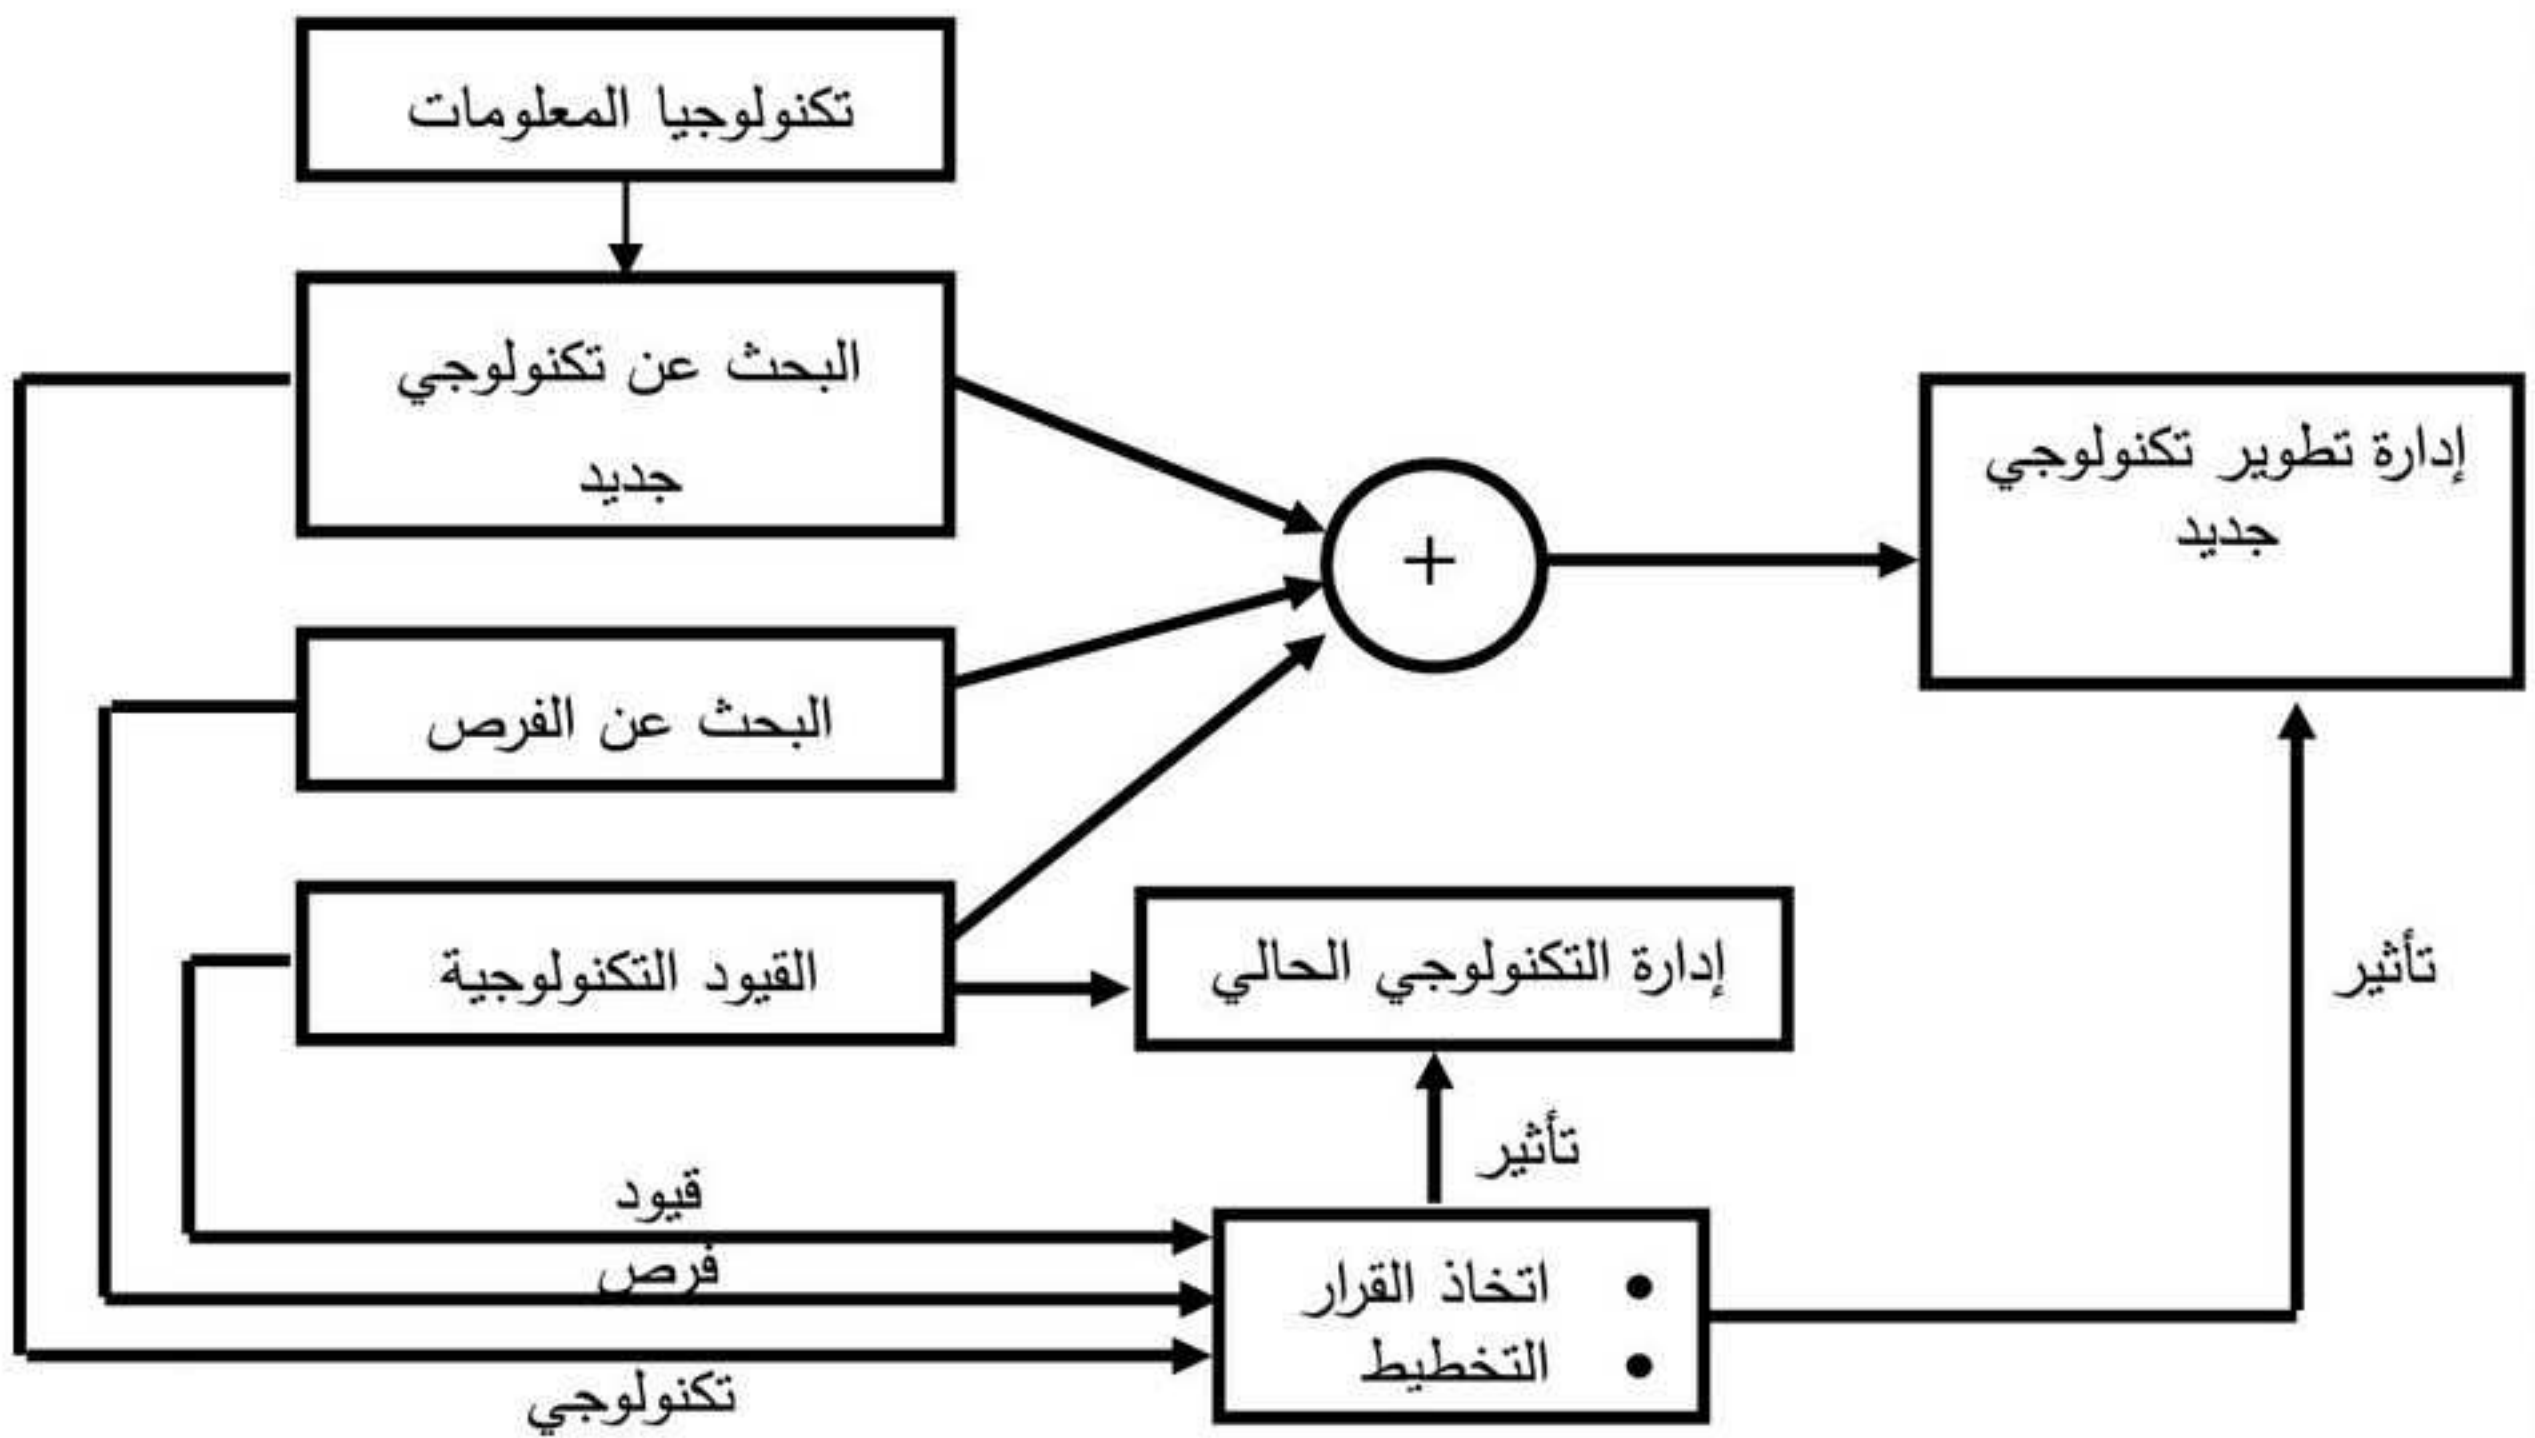 تكنولوجيا المعلومات
البحث عن تكنولوجي
جديد
إدارة تطوير تكنولوجي
جديد
+
البحث عن الفرص
القيود التكنولوجية
إدارة التكنولوجي الحالي
تأثير
تأثير
قيود
فرص
تكنولوجي
• اتخاذ القرار
• التخطيط